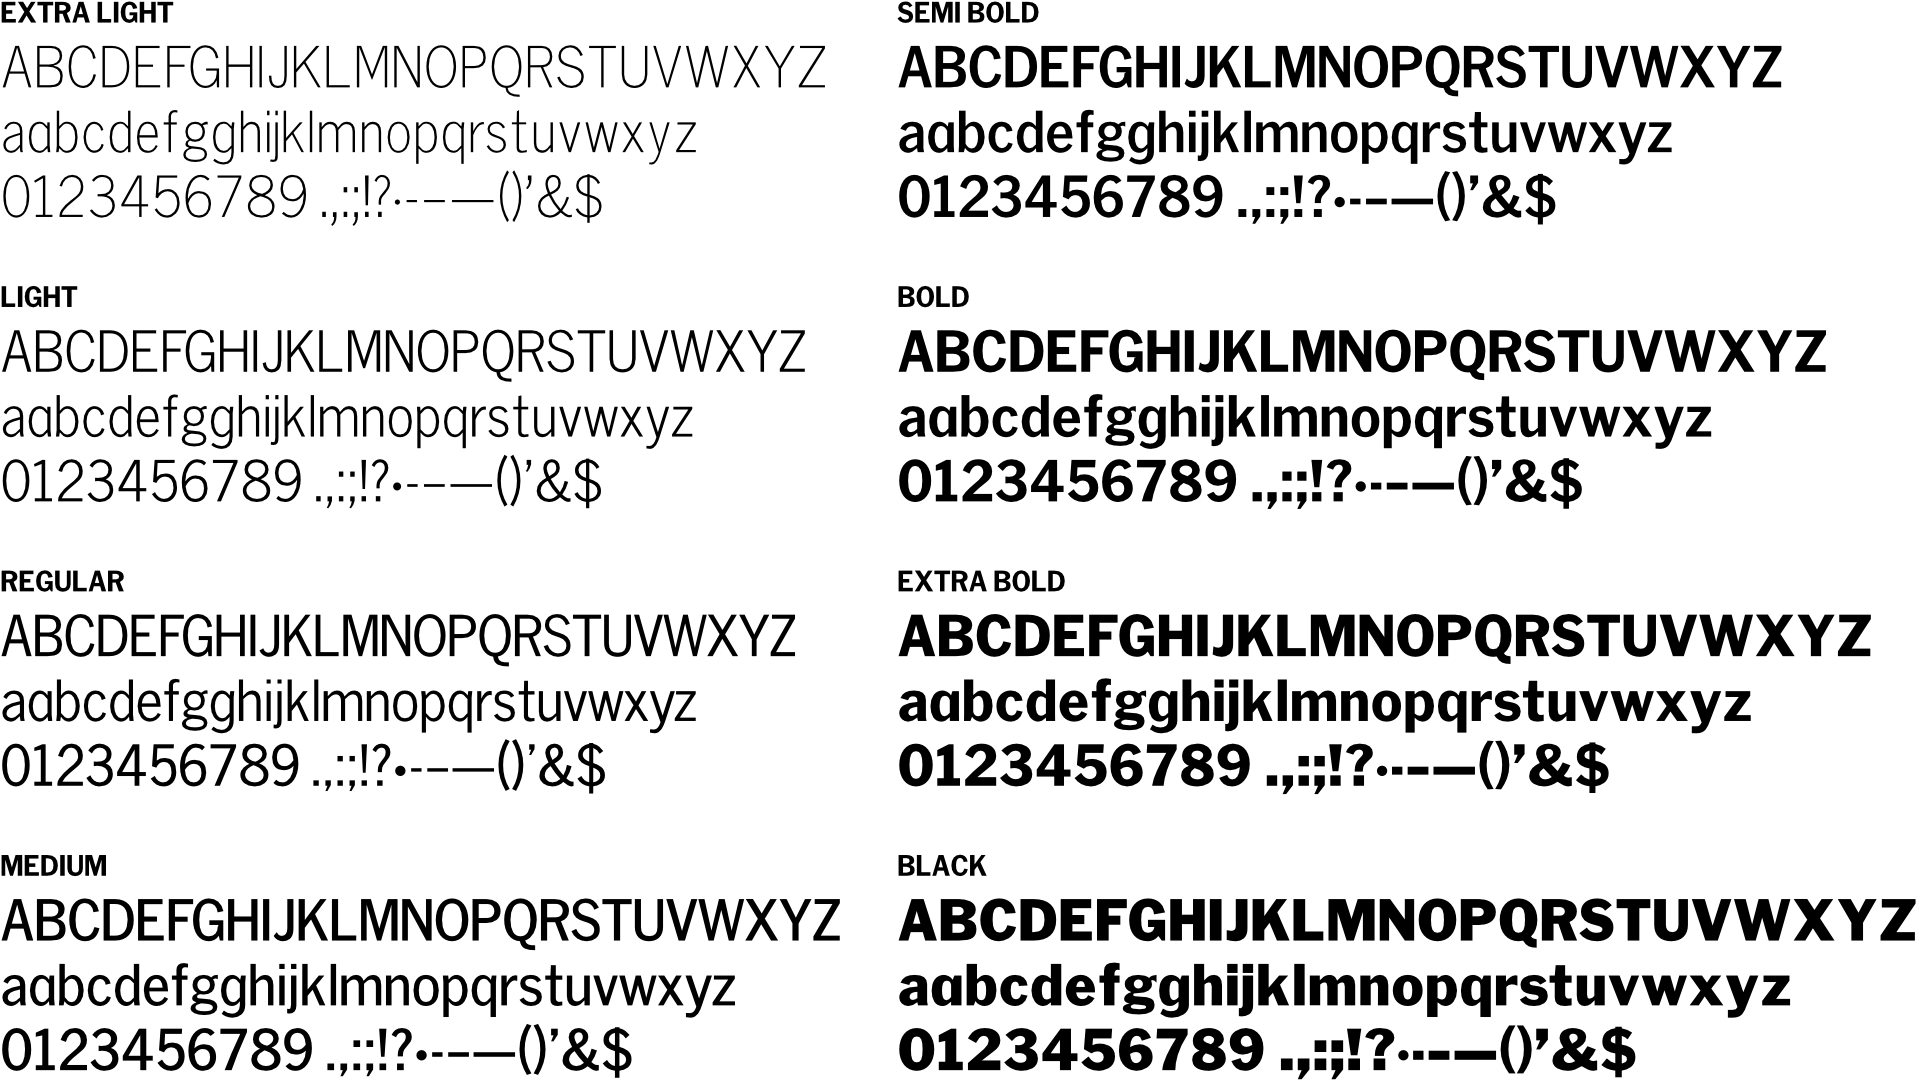 EXTRA LIGHT
ABCDEFGHIJKLMNOPQRSTUVWXYZ
aɑbcdefgghijklmnopqrstuvwxyz
0123456789 .,:;!?·-–—()’&$
LIGHT
ABCDEFGHIJKLMNOPQRSTUVWXYZ
aɑbcdefgghijklmnopqrstuvwxyz
0123456789 .,:;!?·-–—()’&$
REGULAR
ABCDEFGHIJKLMNOPQRSTUVWXYZ
aɑbcdefgghijklmnopqrstuvwxyz
0123456789 .,:;!?·-–—()’&$
MEDIUM
ABCDEFGHIJKLMNOPQRSTUVWXYZ
aɑbcdefgghijklmnopqrstuvwxyz
0123456789 .,:;!?·-–—()’&$
SEMI BOLD
ABCDEFGHIJKLMNOPQRSTUVWXYZ
aɑbcdefgghijklmnopqrstuvwxyz
0123456789 .,:;!?·-–—()’&$
BOLD
ABCDEFGHIJKLMNOPQRSTUVWXYZ
aɑbcdefgghijklmnopqrstuvwxyz
0123456789 .,:;!?·-–—()’&$
EXTRA BOLD
ABCDEFGHIJKLMNOPQRSTUVWXYZ
aɑbcdefgghijklmnopqrstuvwxyz
0123456789 .,:;!?·-–—()’&$
BLACK
ABCDEFGHIJKLMNOPQRSTUVWXYZ
aɑbcdefgghijklmnopqrstuvwxyz
0123456789 .,:;!?·-–—()’&$